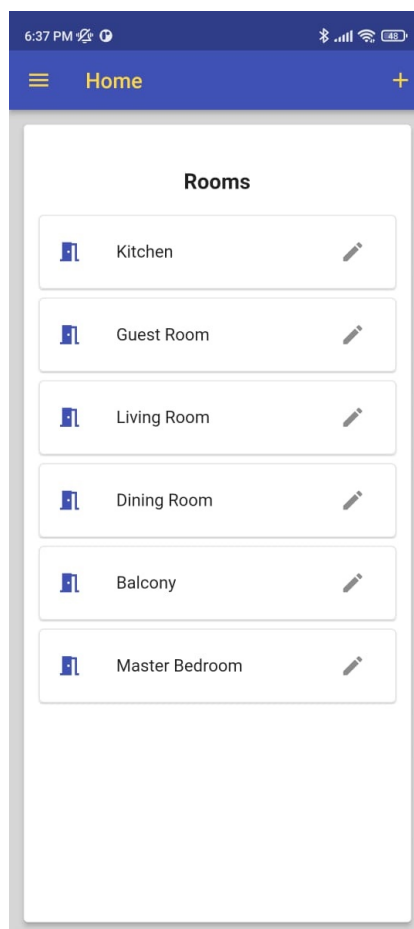 6:37 PM
48
Home
Rooms
Kitchen
Guest Room
Living Room
Dining Room
Balcony
Master Bedroom